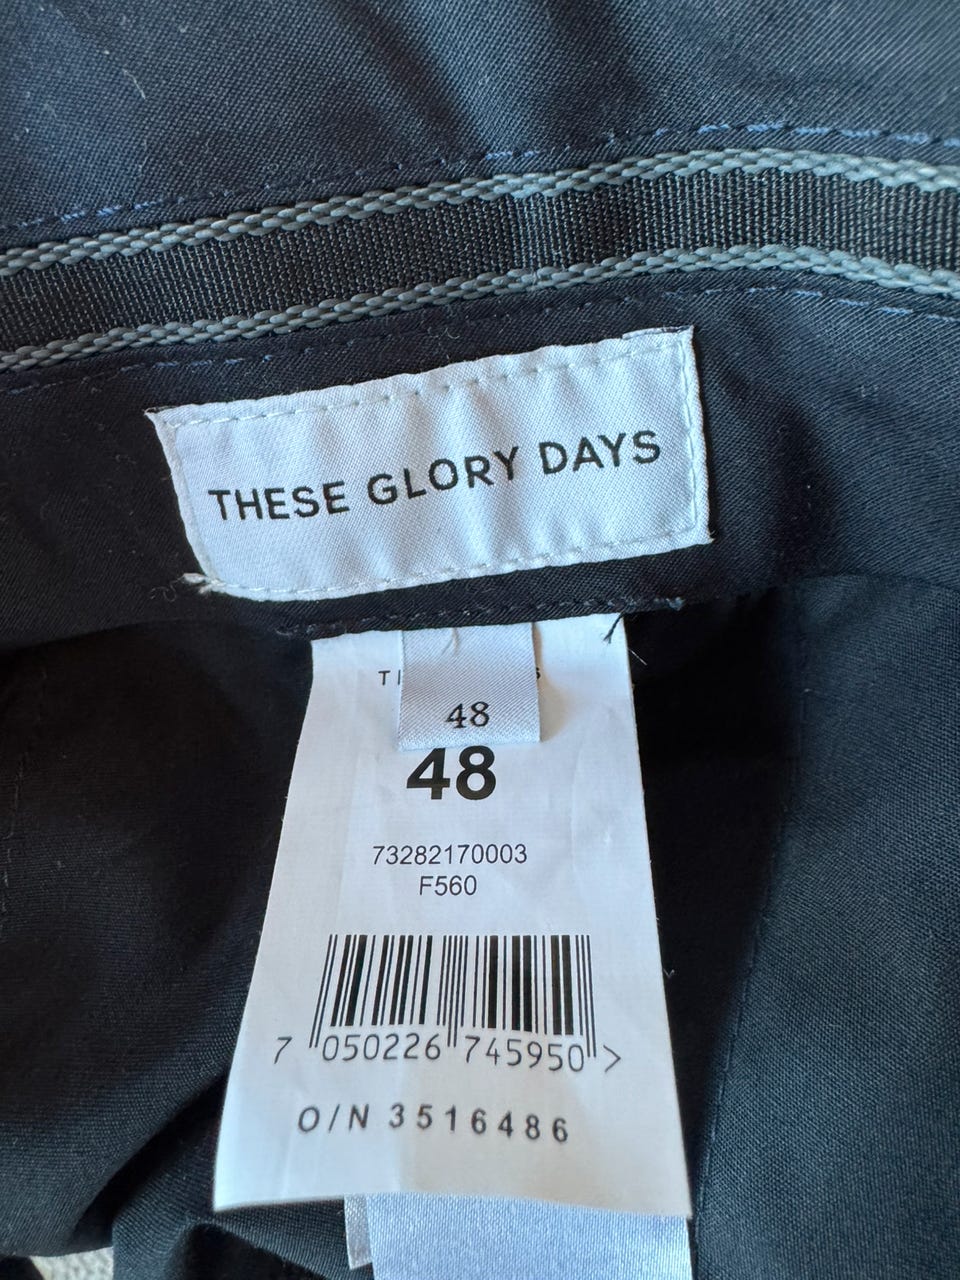 THESE GLORY DAYS
48
48
73282170003
F560
7 050226 745950 >
O/N 3516486